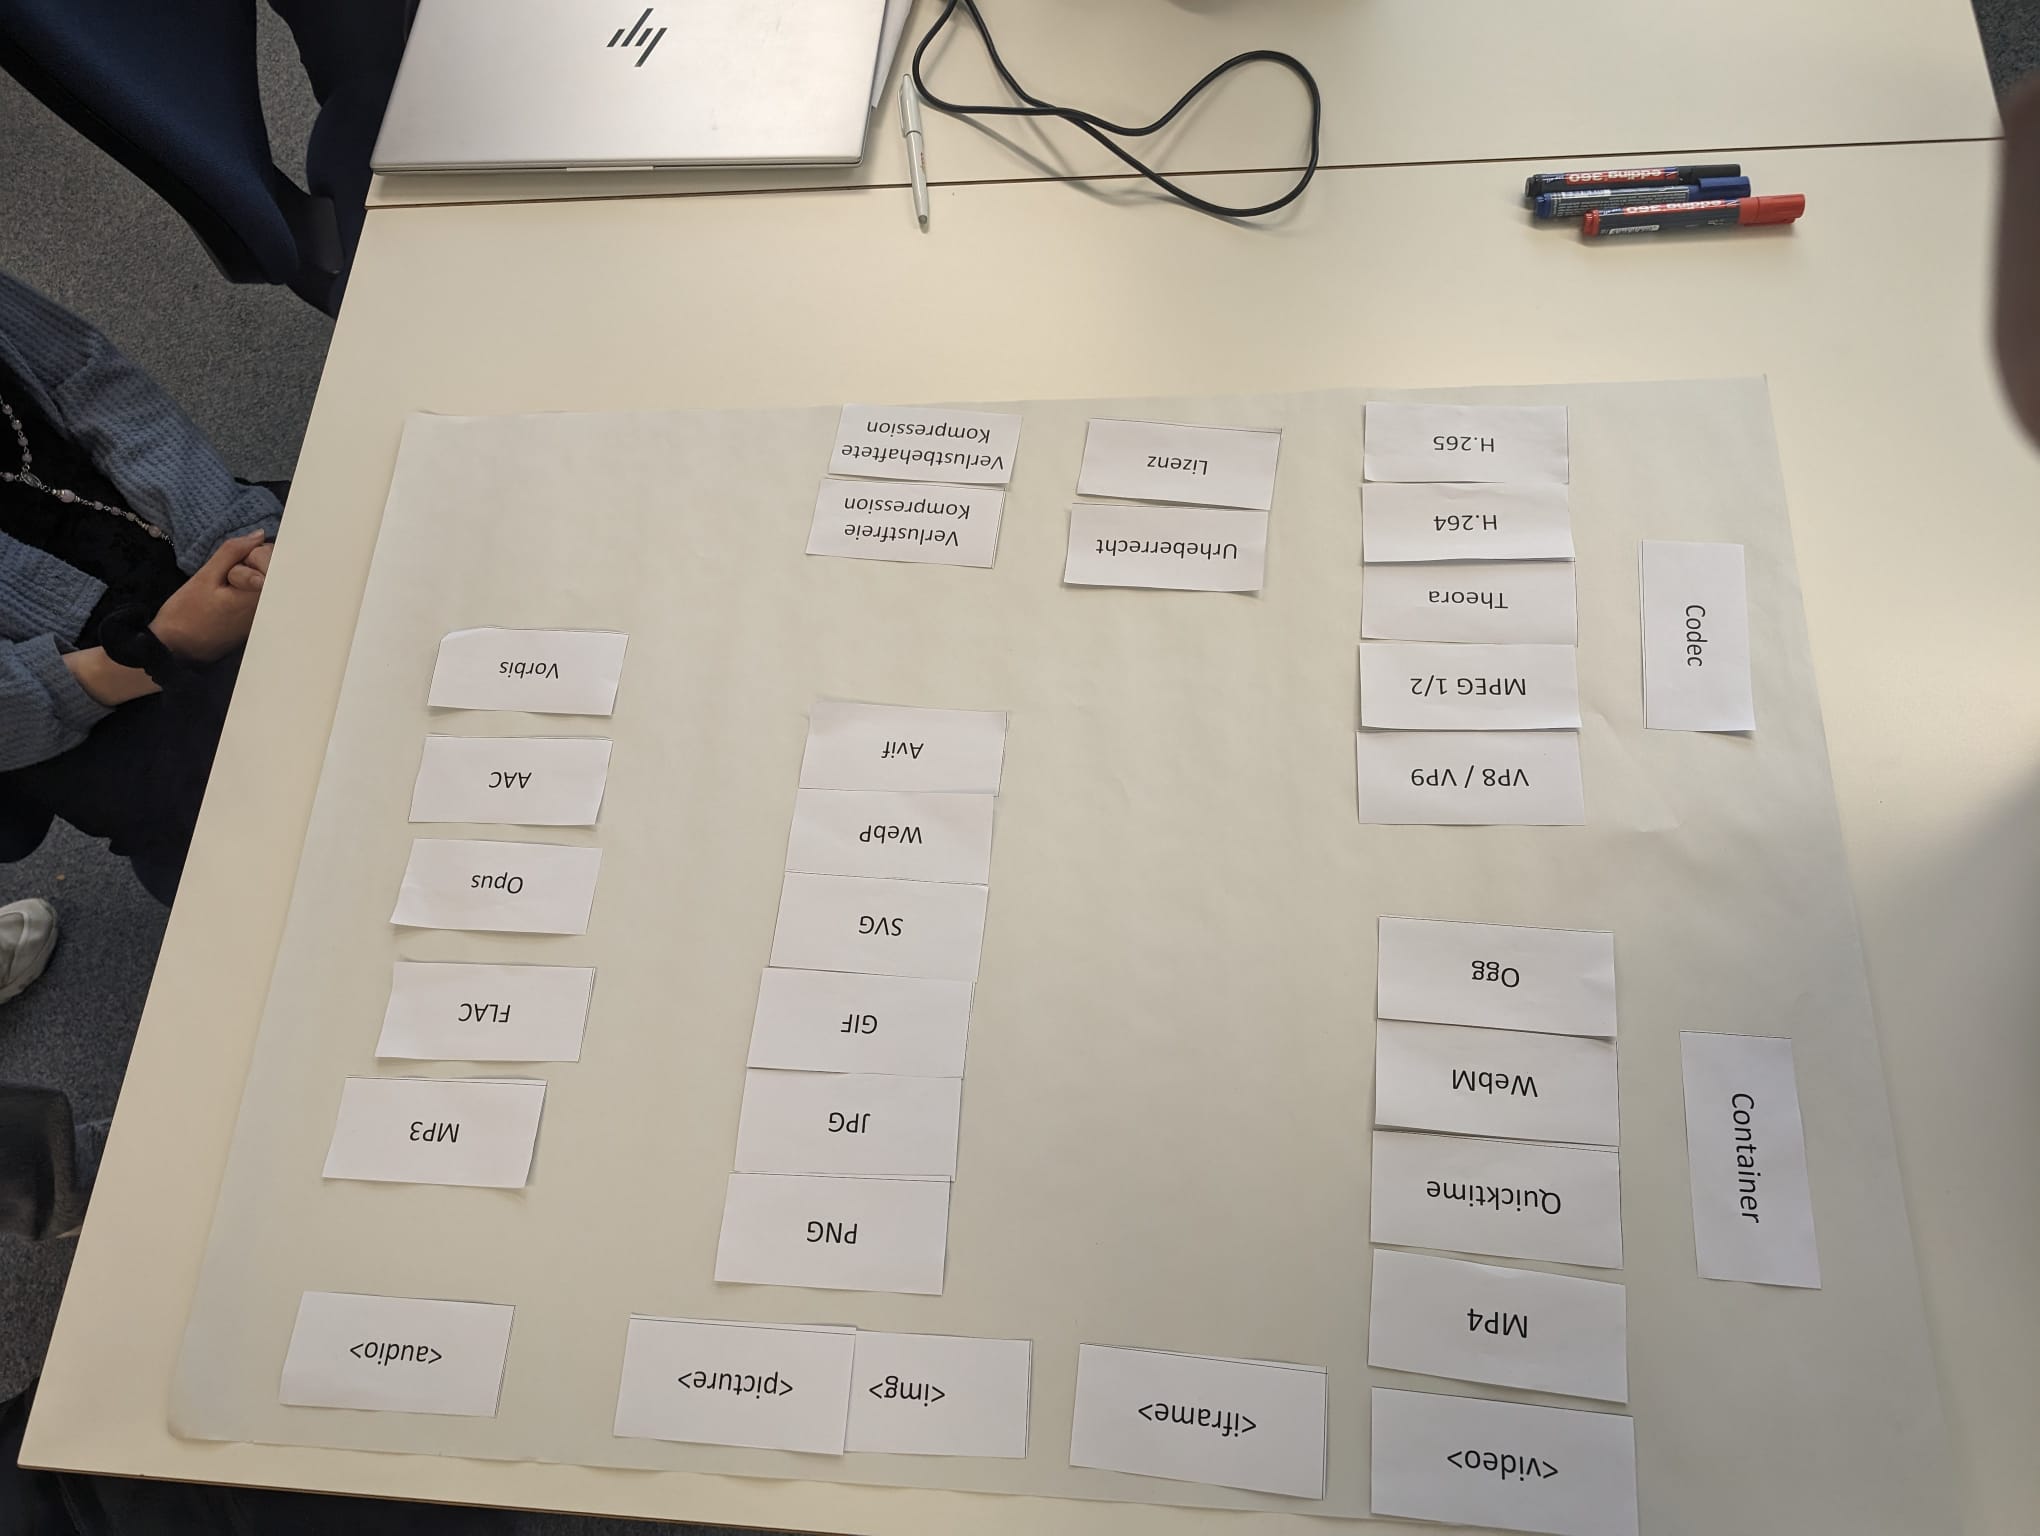 <video>
<iframe>
<img>
<picture>
<audio>
Container
MP4
Quicktime
WebM
Ogg
PNG
JPG
GIF
SVG
WebP
Avif
MP3
FLAC
Opus
AAC
Vorbis
Codec
VP8 / VP9
MPEG 1/2
Theora
H.264
H.265
Urheberrecht
Lizenz
Verlustfreie
Kompression
Verlustbehaftete
Kompression
edding 360
edding 360
hp